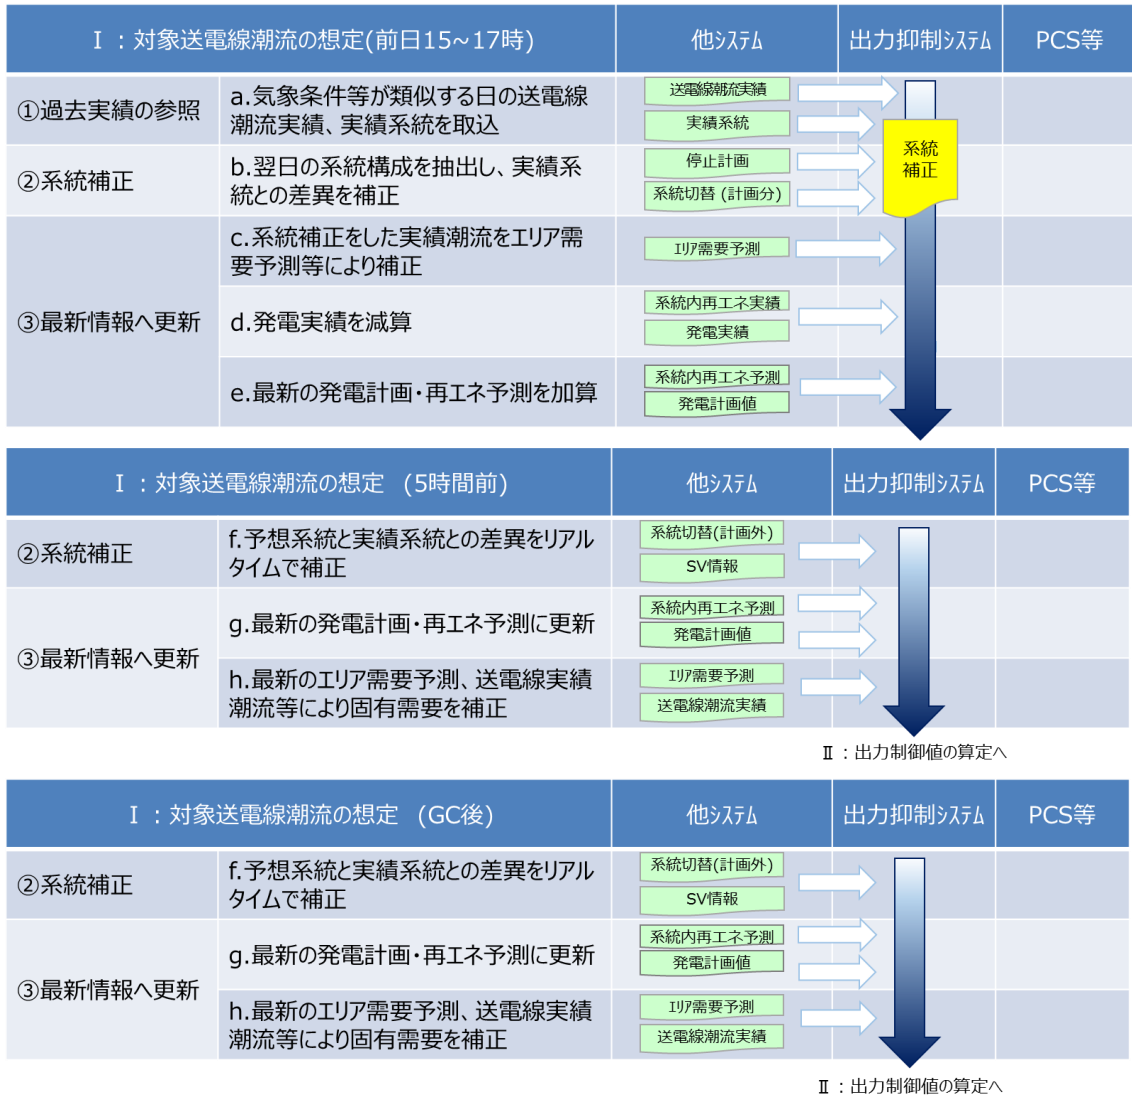 Ⅰ：対象送電線潮流の想定(前日15~17時)
他ｼｽﾃﾑ
出力抑制ｼｽﾃﾑ
PCS等
①過去実績の参照
a.気象条件等が類似する日の送電線
潮流実績、実績系統を取込
送電線潮流実績
実績系統
②系統補正
b.翌日の系統構成を抽出し、実績系
統との差異を補正
停止計画
系統切替 (計画分)
系統
補正
③最新情報へ更新
c.系統補正をした実績潮流をエリア需
要予測等により補正
ｴﾘｱ需要予測
d.発電実績を減算
系統内再エネ実績
発電実績
e.最新の発電計画・再エネ予測を加算
系統内再エネ予測
発電計画値
Ⅰ：対象送電線潮流の想定 (5時間前)
他ｼｽﾃﾑ
出力抑制ｼｽﾃﾑ
PCS等
②系統補正
f.予想系統と実績系統との差異をリアル
タイムで補正
系統切替(計画外)
SV情報
③最新情報へ更新
g.最新の発電計画・再エネ予測に更新
系統内再エネ予測
発電計画値
h.最新のエリア需要予測、送電線実績
潮流等により固有需要を補正
ｴﾘｱ需要予測
送電線潮流実績
Ⅱ：出力制御値の算定へ
Ⅰ：対象送電線潮流の想定 (GC後)
他ｼｽﾃﾑ
出力抑制ｼｽﾃﾑ
PCS等
②系統補正
f.予想系統と実績系統との差異をリアル
タイムで補正
系統切替(計画外)
SV情報
③最新情報へ更新
g.最新の発電計画・再エネ予測に更新
系統内再エネ予測
発電計画値
h.最新のエリア需要予測、送電線実績
潮流等により固有需要を補正
ｴﾘｱ需要予測
送電線潮流実績
Ⅱ：出力制御値の算定へ